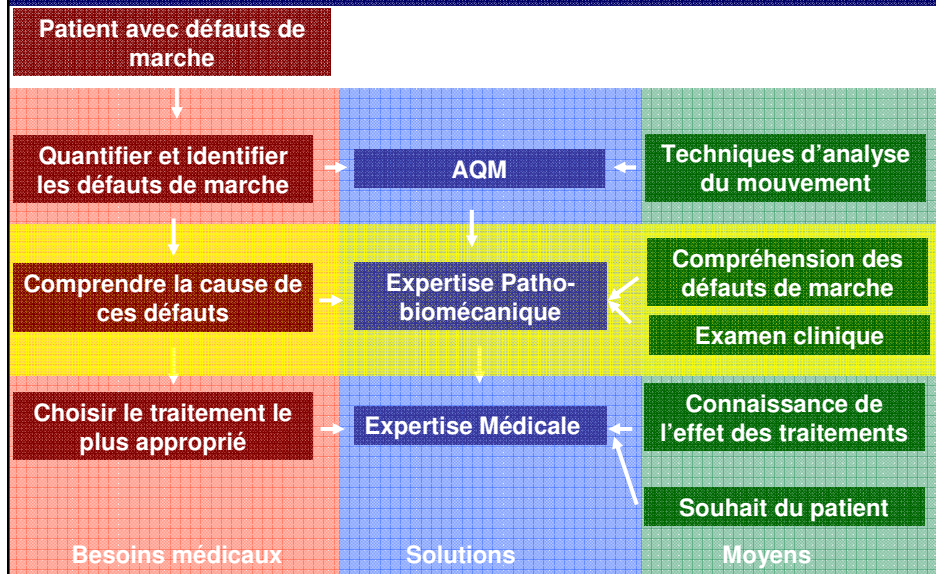 Patient avec défauts de
marche
Quantifier et identifier
les défauts de marche
AQM
Techniques d'analyse
du mouvement
Comprendre la cause de
ces défauts
Expertise Patho-
biomécanique
Compréhension des
défauts de marche
Examen clinique
Choisir le traitement le
plus approprié
Expertise Médicale
Connaissance de
l'effet des traitements
Souhait du patient
Besoins médicaux
Solutions
Moyens